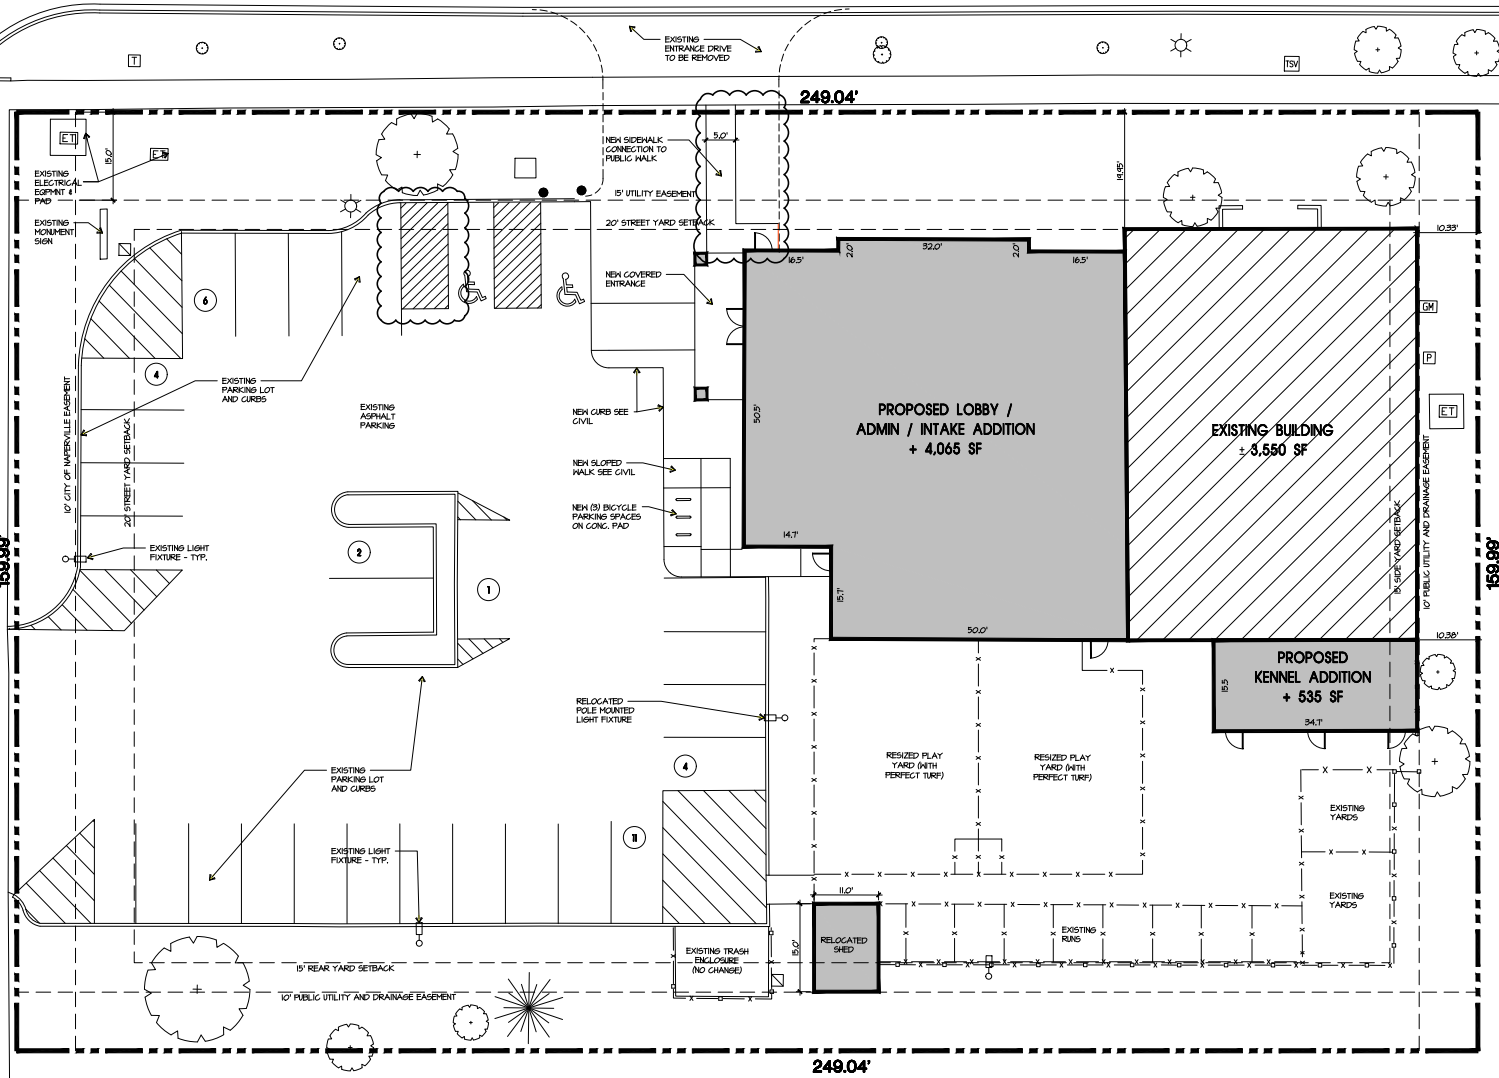 EXISTING
ENTRANCE DRIVE
TO BE REMOVED
T
TSV
249.04'
ET
ET
15.0'
EXISTING
ELECTRICAL
EQPMNT &
PAD
EXISTING
MONUMENT
SIGN
NEW SIDEWALK
CONNECTION TO
PUBLIC WALK
5.0'
15' UTILITY EASEMENT
20' STREET YARD SETBACK
14.95'
10.33'
16.5'
2.0'
32.0'
2.0'
16.5'
NEW COVERED
ENTRANCE
6
4
GM
P
ET
EXISTING
PARKING LOT
AND CURBS
EXISTING
ASPHALT
PARKING
NEW CURB SEE
CIVIL
50.5'
PROPOSED LOBBY /
ADMIN / INTAKE ADDITION
+ 4,065 SF
EXISTING BUILDING
± 3,550 SF
10' CITY OF NAPERVILLE EASEMENT
20' STREET YARD SETBACK
NEW SLOPED
WALK SEE CIVIL
NEW (3) BICYCLE
PARKING SPACES
ON CONC. PAD
14.7'
15.7'
50.0'
15' SIDE YARD SETBACK
10' PUBLIC UTILITY AND DRAINAGE EASEMENT
159.99'
159.99'
EXISTING LIGHT
FIXTURE - TYP.
2
1
10.38'
PROPOSED
KENNEL ADDITION
+ 535 SF
15.5
34.7'
RELOCATED
POLE MOUNTED
LIGHT FIXTURE
4
RESIZED PLAY
YARD (WITH
PERFECT TURF)
RESIZED PLAY
YARD (WITH
PERFECT TURF)
EXISTING
PARKING LOT
AND CURBS
EXISTING
YARDS
11
EXISTING LIGHT
FIXTURE - TYP.
11.0'
EXISTING
YARDS
15.0'
RELOCATED
SHED
EXISTING
RUNS
EXISTING TRASH
ENCLOSURE
(NO CHANGE)
15' REAR YARD SETBACK
10' PUBLIC UTILITY AND DRAINAGE EASEMENT
249.04'